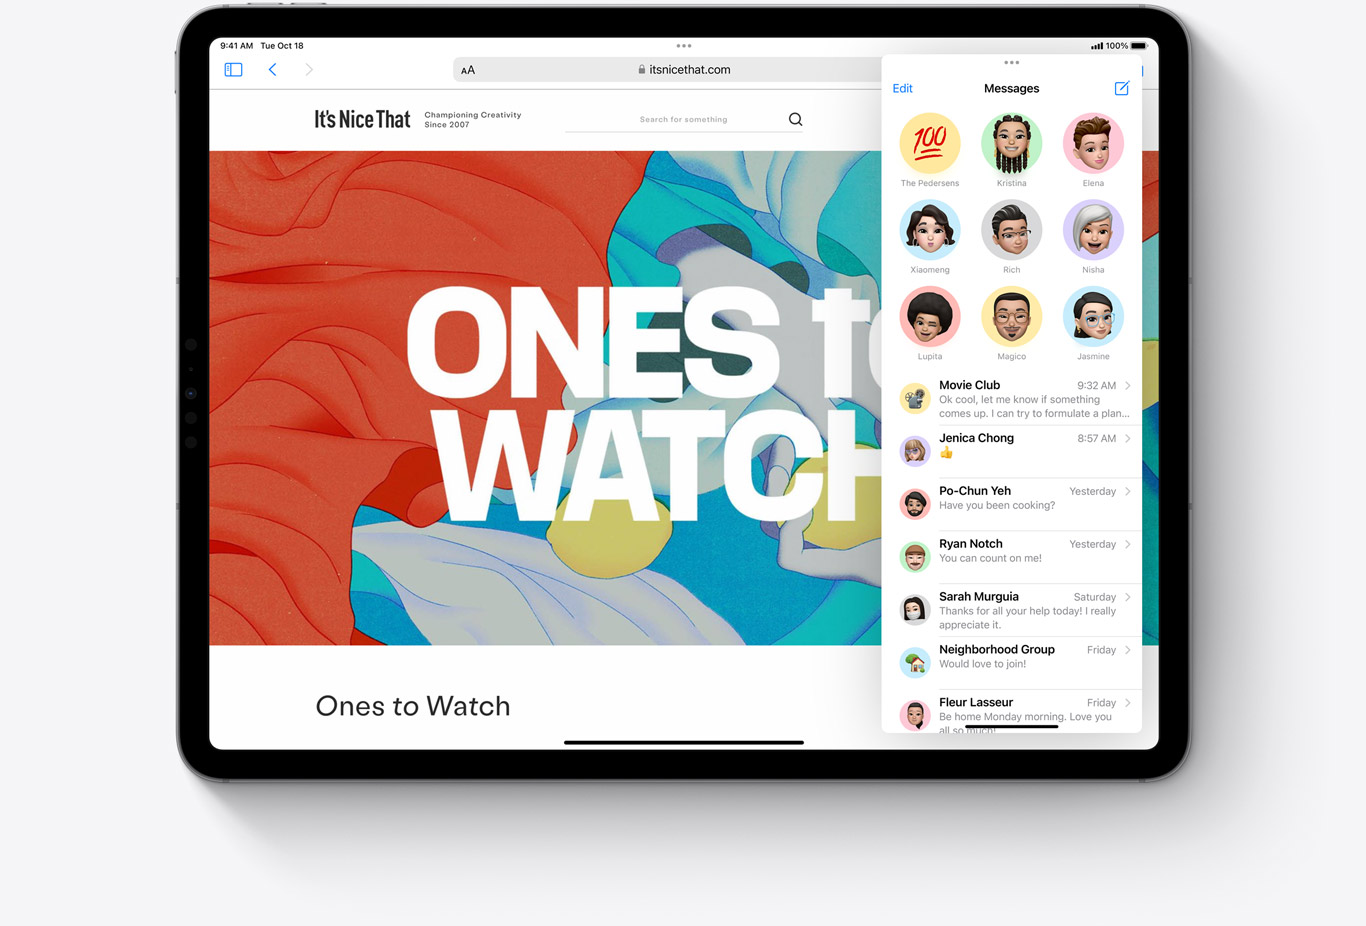 9:41 AM Tue Oct 18
100%
AA
itsnicethat.com
It's Nice That
Championing Creativity
Since 2007
Search for something
ONES to
WATCH
Ones to Watch
Edit
Messages
100
The Pedersens
Kristina
Elena
Xiaomeng
Rich
Nisha
Lupita
Magico
Jasmine
Movie Club
9:32 AM
Ok cool, let me know if something
comes up. I can try to formulate a plan...
Jenica Chong
8:57 AM
👍
Po-Chun Yeh
Yesterday
Have you been cooking?
Ryan Notch
Yesterday
You can count on me!
Sarah Murguia
Saturday
Thanks for all your help today! I really
appreciate it.
Neighborhood Group
Friday
Would love to join!
Fleur Lasseur
Friday
Be home Monday morning. Love you
all so much!